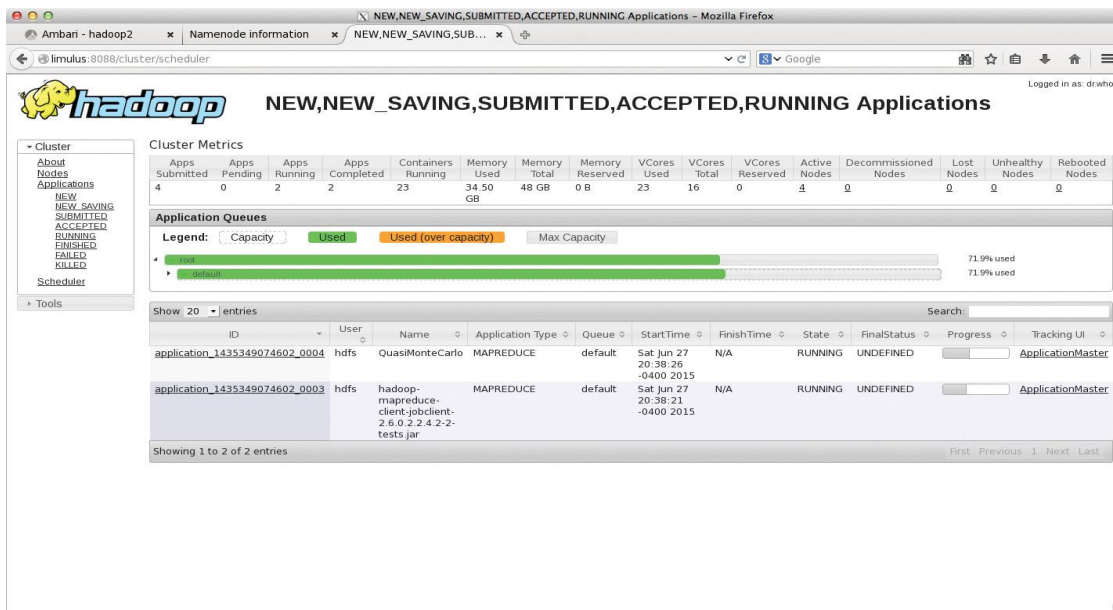 NEW,NEW_SAVING,SUBMITTED,ACCEPTED,RUNNING Applications - Mozilla Firefox
Ambari - hadoop2 × Namenode information × NEW,NEW_SAVING,SUB... ×
limulus:8088/cluster/scheduler 8 Google
Logged in as: dr.who
hadoop
NEW,NEW_SAVING,SUBMITTED,ACCEPTED,RUNNING Applications
Cluster
About
Nodes
Applications
NEW
NEW_SAVING
SUBMITTED
ACCEPTED
RUNNING
FINISHED
FAILED
KILLED
Scheduler
Tools
Cluster Metrics
Apps Submitted Apps Pending Apps Running Apps Completed Containers Running Memory Used Memory Total Memory Reserved VCores Used VCores Total VCores Reserved Active Nodes Decommissioned Nodes Lost Nodes Unhealthy Nodes Rebooted Nodes
4 0 2 2 23 34.50 GB 48 GB 0 B 23 16 0 4 0 0 0 0
Application Queues
Legend: Capacity Used Used (over capacity) Max Capacity
root 71.9% used
default 71.9% used
Show 20 entries Search:
ID User Name Application Type Queue StartTime FinishTime State FinalStatus Progress Tracking UI
application_1435349074602_0004 hdfs QuasiMonteCarlo MAPREDUCE default Sat Jun 27 N/A RUNNING UNDEFINED ApplicationMaster
20:38:26
-0400 2015
application_1435349074602_0003 hdfs hadoop- MAPREDUCE default Sat Jun 27 N/A RUNNING UNDEFINED ApplicationMaster
mapreduce- 20:38:21
client-jobclient- -0400 2015
2.6.0.2.2.4.2-2-
tests.jar
Showing 1 to 2 of 2 entries First Previous 1 Next Last